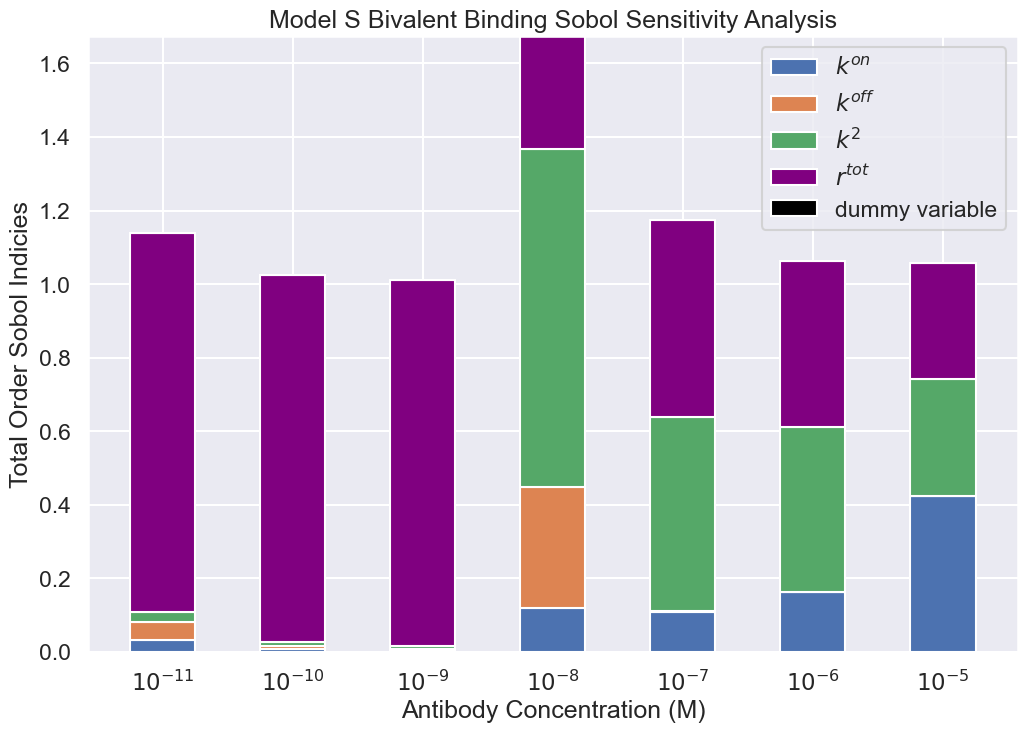 Model S Bivalent Binding Sobol Sensitivity Analysis
Total Order Sobol Indicies
1.6
1.4
1.2
1.0
0.8
0.6
0.4
0.2
0.0
k^{on}
k^{off}
k^{2}
r^{tot}
dummy variable
10^{-11} 10^{-10} 10^{-9} 10^{-8} 10^{-7} 10^{-6} 10^{-5}
Antibody Concentration (M)